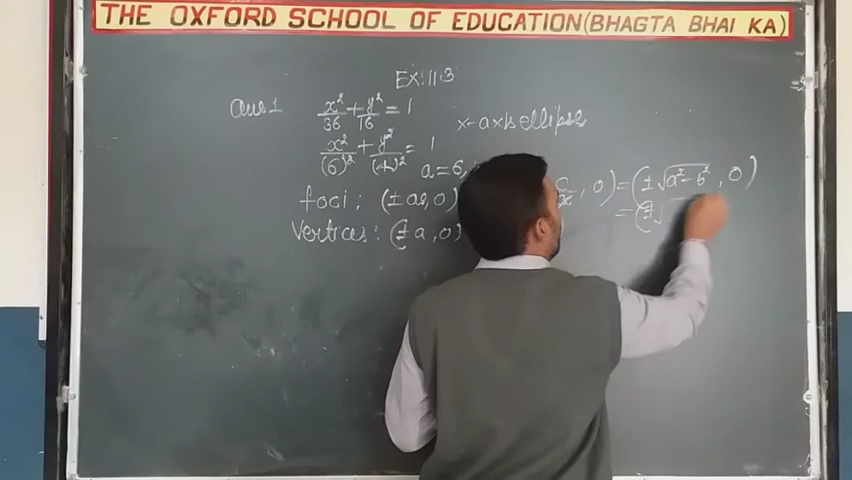 THE OXFORD SCHOOL OF EDUCATION(BHAGTA BHAI KA)
Ex: 11.3
Ans 1 x²/36 + y²/16 = 1
x-axis ellipse
x²/(6)² + y²/(4)² = 1
a=6,
foci: (±ae,0) , 0) = (±√a²-b² , 0)
= (±√
Vertices: (±a,0)